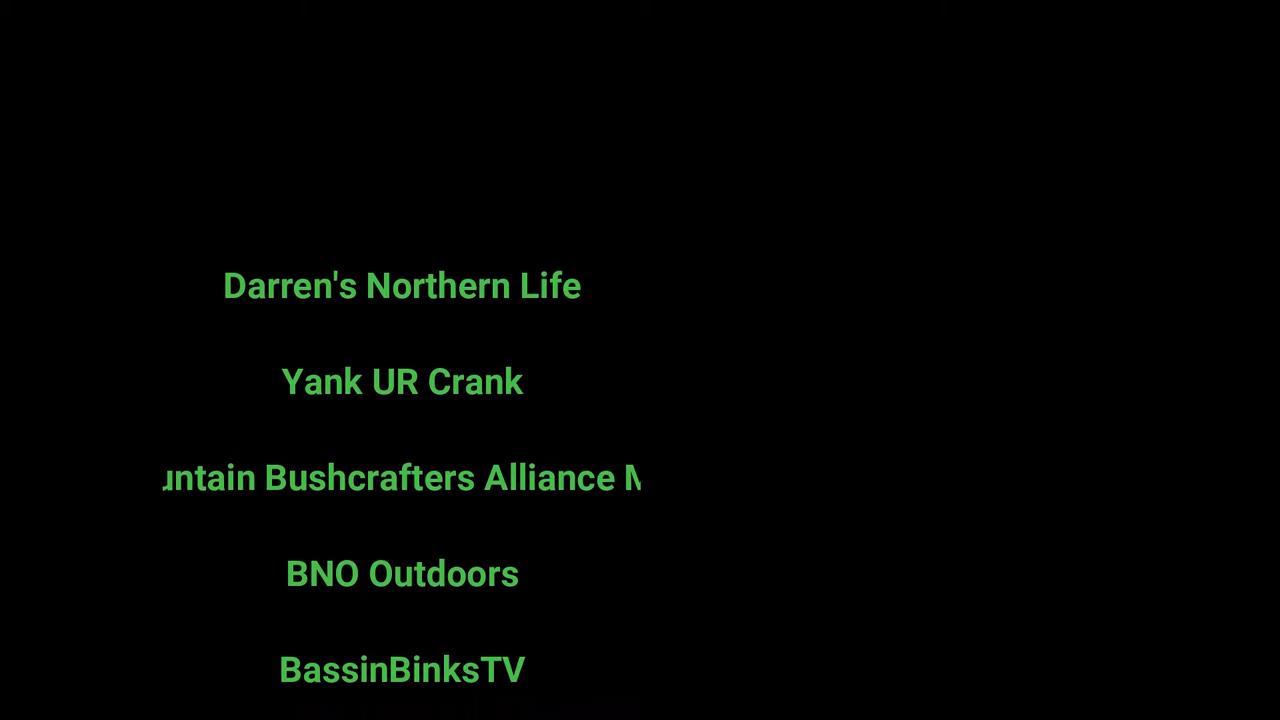 Darren's Northern Life
Yank UR Crank
Bushcrafters Alliance
BNO Outdoors
BassinBinksTV